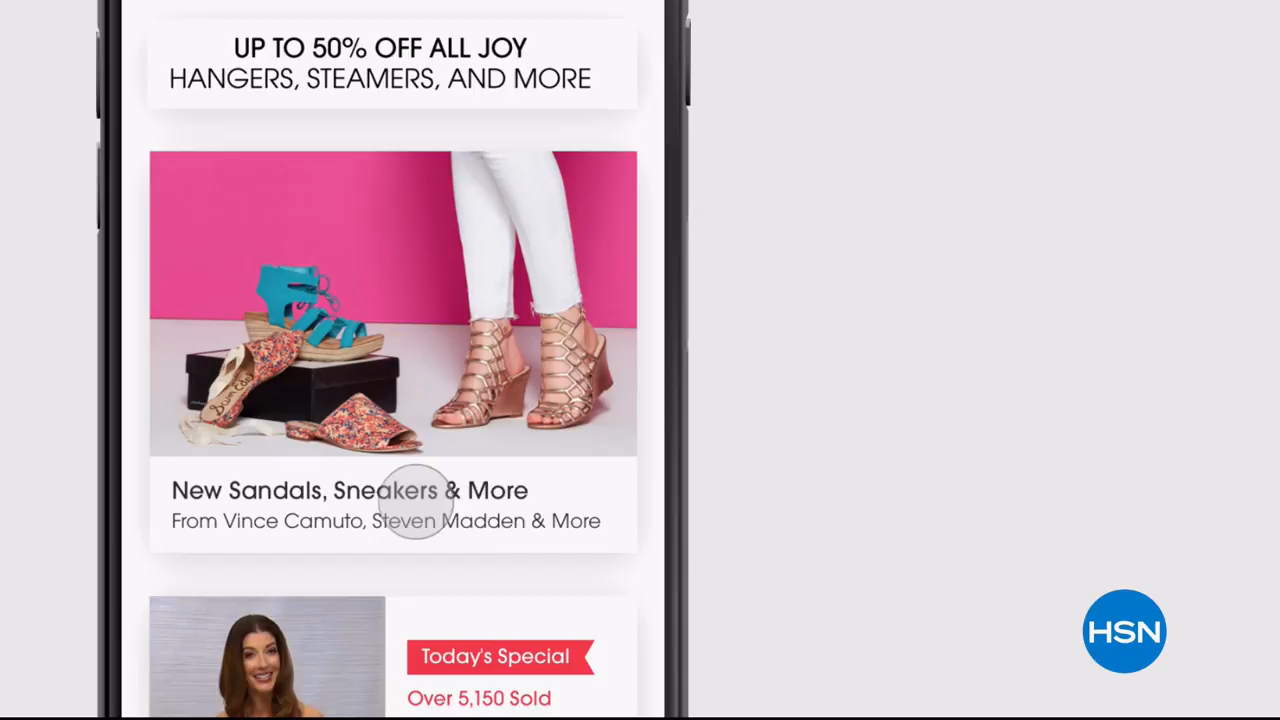 UP TO 50% OFF ALL JOY
HANGERS, STEAMERS, AND MORE
New Sandals, Sneakers & More
From Vince Camuto, Steven Madden & More
Today's Special
Over 5,150 Sold
HSN